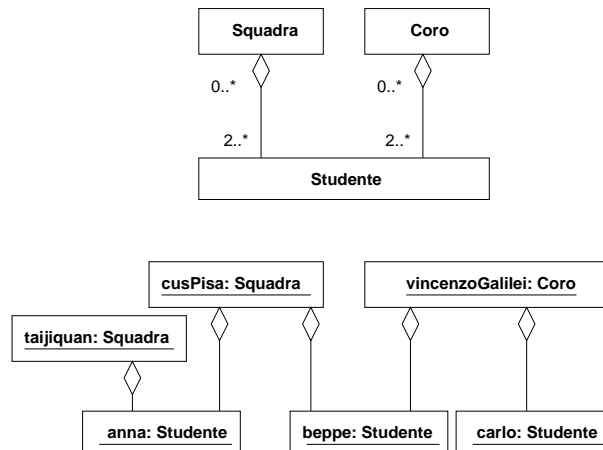 Squadra
Coro
0..*
0..*
2..*
2..*
Studente
cusPisa: Squadra
vincenzoGalilei: Coro
taijiquan: Squadra
anna: Studente
beppe: Studente
carlo: Studente